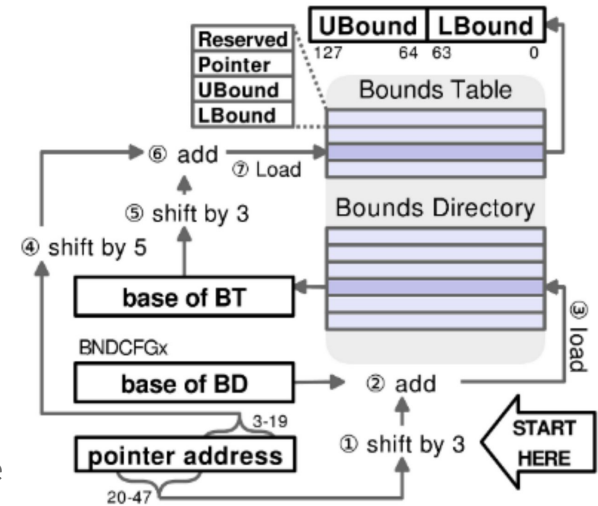 UBound LBound
127 64 63 0
Reserved
Pointer
UBound
LBound
Bounds Table
⑥ add
⑦ Load
⑤ shift by 3
Bounds Directory
④ shift by 5
base of BT
③ load
BNDCFGx
base of BD
② add
3-19
START
HERE
pointer address
① shift by 3
20-47
e